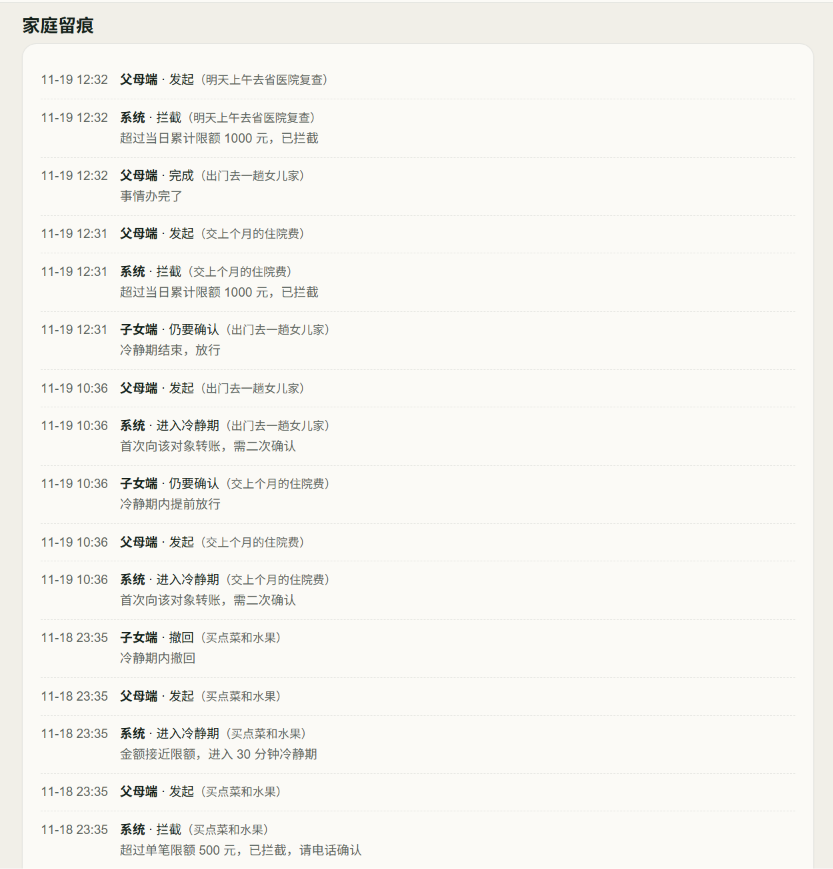 家庭留痕
11-19 12:32 父母端 · 发起（明天上午去省医院复查）
11-19 12:32 系统 · 拦截（明天上午去省医院复查）
超过当日累计限额 1000 元，已拦截
11-19 12:32 父母端 · 完成（出门去一趟女儿家）
事情办完了
11-19 12:31 父母端 · 发起（交上个月的住院费）
11-19 12:31 系统 · 拦截（交上个月的住院费）
超过当日累计限额 1000 元，已拦截
11-19 12:31 子女端 · 仍要确认（出门去一趟女儿家）
冷静期结束，放行
11-19 10:36 父母端 · 发起（出门去一趟女儿家）
11-19 10:36 系统 · 进入冷静期（出门去一趟女儿家）
首次向该对象转账，需二次确认
11-19 10:36 子女端 · 仍要确认（交上个月的住院费）
冷静期内提前放行
11-19 10:36 父母端 · 发起（交上个月的住院费）
11-19 10:36 系统 · 进入冷静期（交上个月的住院费）
首次向该对象转账，需二次确认
11-18 23:35 子女端 · 撤回（买点菜和水果）
冷静期内撤回
11-18 23:35 父母端 · 发起（买点菜和水果）
11-18 23:35 系统 · 进入冷静期（买点菜和水果）
金额接近限额，进入 30 分钟冷静期
11-18 23:35 父母端 · 发起（买点菜和水果）
11-18 23:35 系统 · 拦截（买点菜和水果）
超过单笔限额 500 元，已拦截，请电话确认